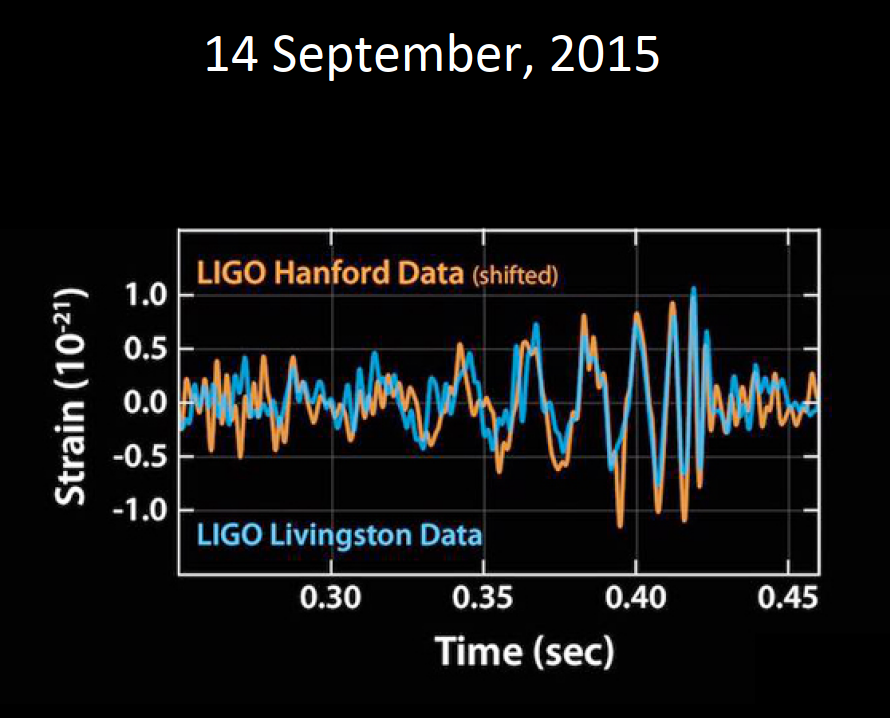 14 September, 2015
LIGO Hanford Data (shifted)
1.0
0.5
0.0
-0.5
-1.0
Strain (10⁻²¹)
LIGO Livingston Data
0.30 0.35 0.40 0.45
Time (sec)